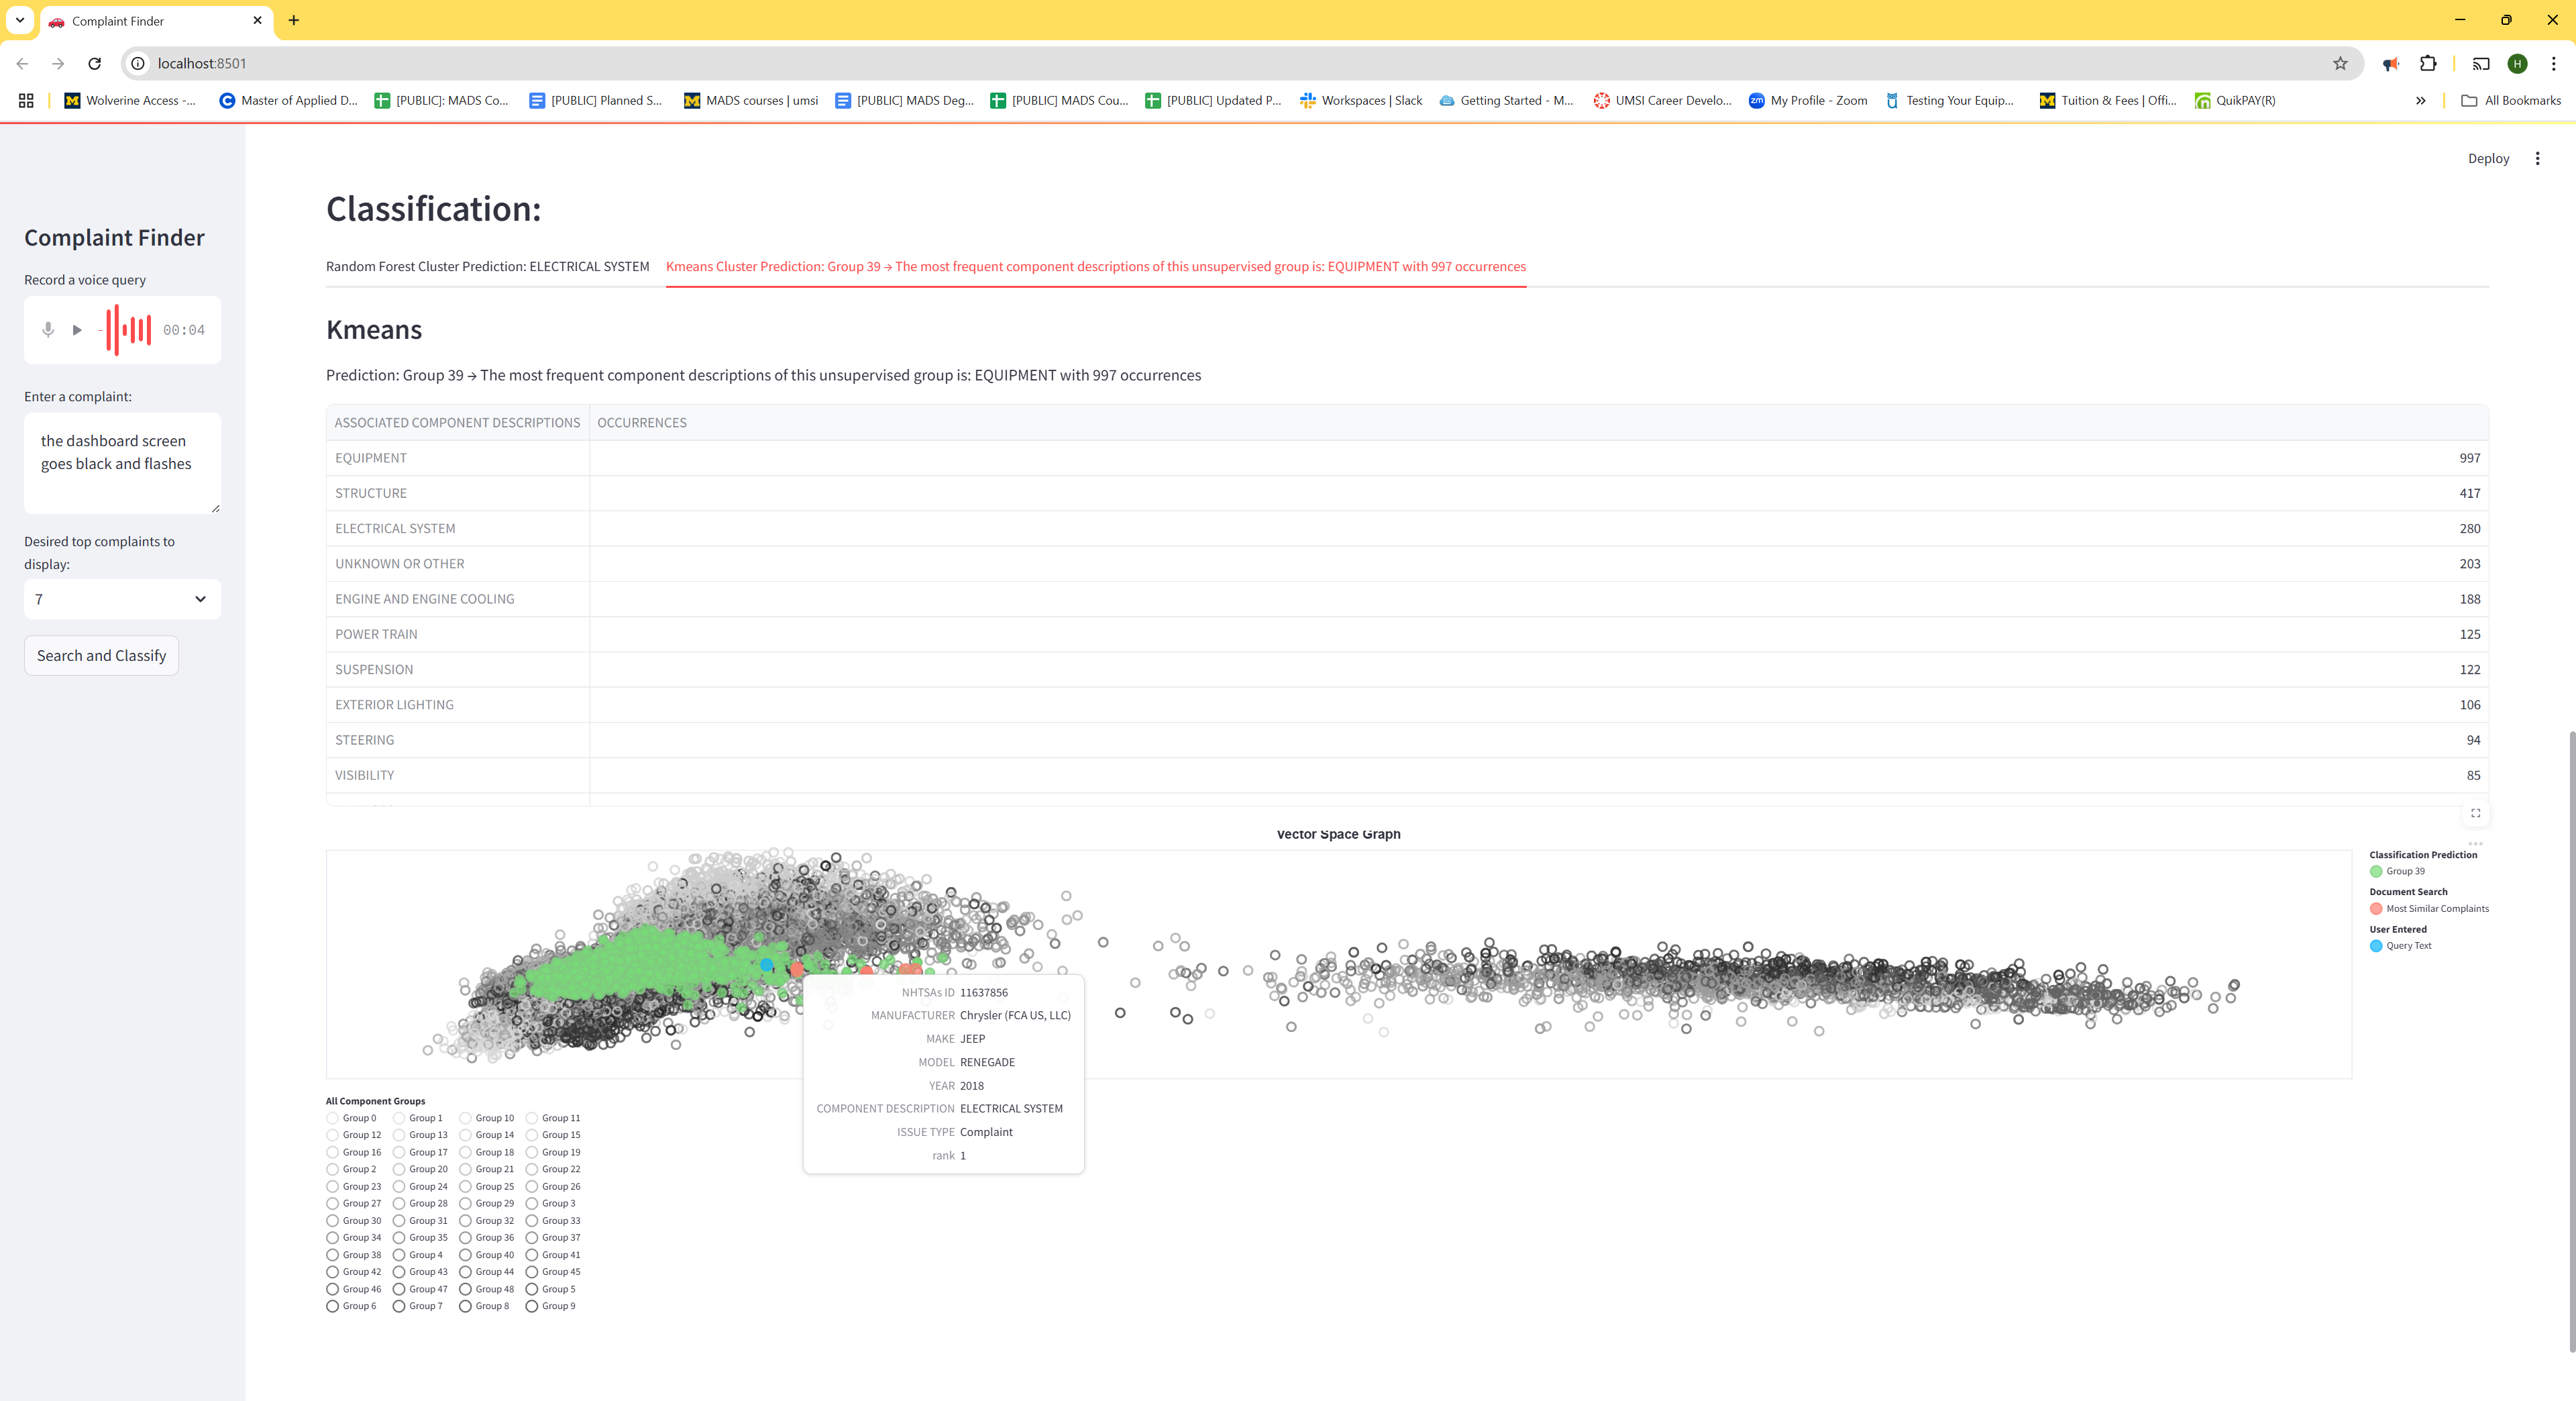 Complaint Finder
localhost:8501
H
Wolverine Access -...
Master of Applied D...
[PUBLIC]: MADS Co...
[PUBLIC] Planned S...
MADS courses | umsi
[PUBLIC] MADS Deg...
[PUBLIC] MADS Cou...
[PUBLIC] Updated P...
Workspaces | Slack
Getting Started - M...
UMSI Career Develo...
zm My Profile - Zoom
Testing Your Equip...
Tuition & Fees | Offi...
QuikPAY(R)
All Bookmarks
Deploy
Complaint Finder
Record a voice query
00:04
Enter a complaint:
the dashboard screen
goes black and flashes
Desired top complaints to
display:
7
Search and Classify
Classification:
Random Forest Cluster Prediction: ELECTRICAL SYSTEM
Kmeans Cluster Prediction: Group 39 → The most frequent component descriptions of this unsupervised group is: EQUIPMENT with 997 occurrences
Kmeans
Prediction: Group 39 → The most frequent component descriptions of this unsupervised group is: EQUIPMENT with 997 occurrences
ASSOCIATED COMPONENT DESCRIPTIONS OCCURRENCES
EQUIPMENT 997
STRUCTURE 417
ELECTRICAL SYSTEM 280
UNKNOWN OR OTHER 203
ENGINE AND ENGINE COOLING 188
POWER TRAIN 125
SUSPENSION 122
EXTERIOR LIGHTING 106
STEERING 94
VISIBILITY 85
Vector Space Graph
Classification Prediction
Group 39
Document Search
Most Similar Complaints
User Entered
Query Text
NHTSAs ID 11637856
MANUFACTURER Chrysler (FCA US, LLC)
MAKE JEEP
MODEL RENEGADE
YEAR 2018
COMPONENT DESCRIPTION ELECTRICAL SYSTEM
ISSUE TYPE Complaint
rank 1
All Component Groups
Group 0 Group 1 Group 10 Group 11
Group 12 Group 13 Group 14 Group 15
Group 16 Group 17 Group 18 Group 19
Group 2 Group 20 Group 21 Group 22
Group 23 Group 24 Group 25 Group 26
Group 27 Group 28 Group 29 Group 3
Group 30 Group 31 Group 32 Group 33
Group 34 Group 35 Group 36 Group 37
Group 38 Group 4 Group 40 Group 41
Group 42 Group 43 Group 44 Group 45
Group 46 Group 47 Group 48 Group 5
Group 6 Group 7 Group 8 Group 9